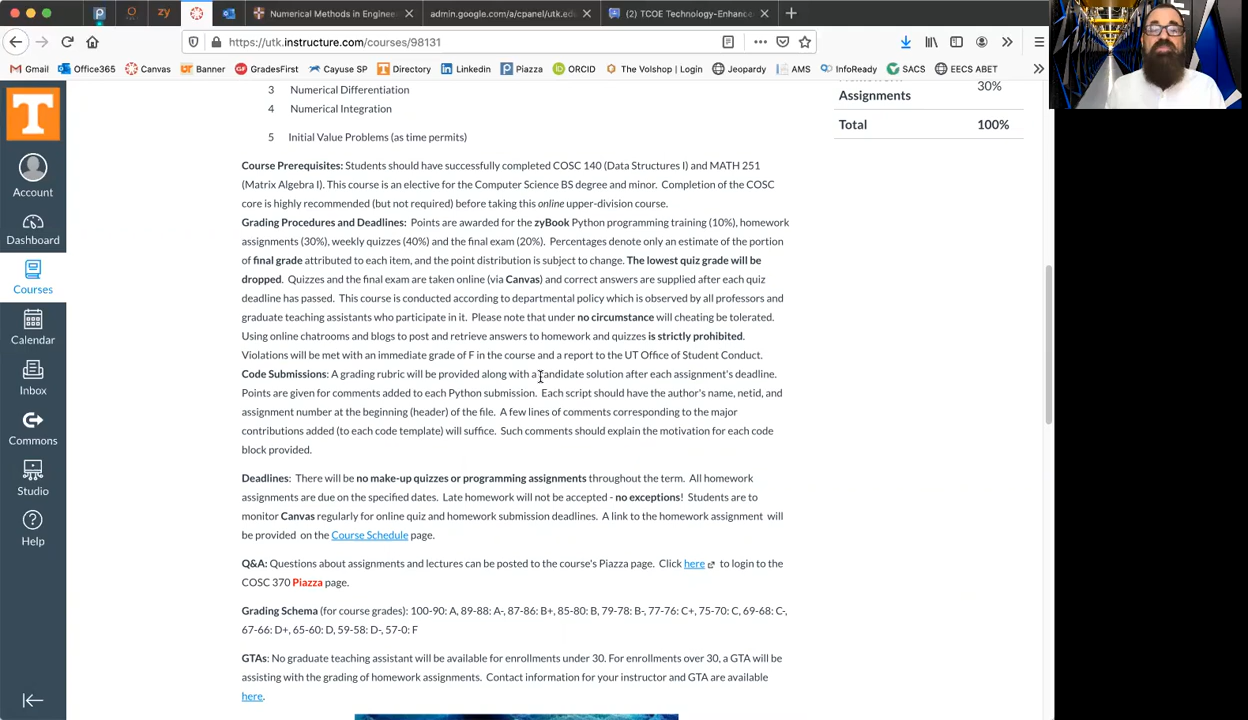 zy
Numerical Methods in Enginee
admin.google.com/a/cpanel/utk.ed
(2) TCOE Technology-Enhance
https://utk.instructure.com/courses/98131
Gmail Office365 Canvas Banner GradesFirst Cayuse SP Directory Linkedin Piazza ORCID The Volshop | Login Jeopardy AMS InfoReady SACS EECS ABET
T
Account
Dashboard
Courses
Calendar
Inbox
Commons
Studio
Help
3 Numerical Differentiation
4 Numerical Integration
5 Initial Value Problems (as time permits)
Course Prerequisites: Students should have successfully completed COSC 140 (Data Structures I) and MATH 251
(Matrix Algebra I). This course is an elective for the Computer Science BS degree and minor. Completion of the COSC
core is highly recommended (but not required) before taking this online upper-division course.
Grading Procedures and Deadlines: Points are awarded for the zyBook Python programming training (10%), homework
assignments (30%), weekly quizzes (40%) and the final exam (20%). Percentages denote only an estimate of the portion
of final grade attributed to each item, and the point distribution is subject to change. The lowest quiz grade will be
dropped. Quizzes and the final exam are taken online (via Canvas) and correct answers are supplied after each quiz
deadline has passed. This course is conducted according to departmental policy which is observed by all professors and
graduate teaching assistants who participate in it. Please note that under no circumstance will cheating be tolerated.
Using online chatrooms and blogs to post and retrieve answers to homework and quizzes is strictly prohibited.
Violations will be met with an immediate grade of F in the course and a report to the UT Office of Student Conduct.
Code Submissions: A grading rubric will be provided along with a candidate solution after each assignment's deadline.
Points are given for comments added to each Python submission. Each script should have the author's name, netid, and
assignment number at the beginning (header) of the file. A few lines of comments corresponding to the major
contributions added (to each code template) will suffice. Such comments should explain the motivation for each code
block provided.
Deadlines: There will be no make-up quizzes or programming assignments throughout the term. All homework
assignments are due on the specified dates. Late homework will not be accepted - no exceptions! Students are to
monitor Canvas regularly for online quiz and homework submission deadlines. A link to the homework assignment will
be provided on the Course Schedule page.
Q&A: Questions about assignments and lectures can be posted to the course's Piazza page. Click here to login to the
COSC 370 Piazza page.
Grading Schema (for course grades): 100-90: A, 89-88: A-, 87-86: B+, 85-80: B, 79-78: B-, 77-76: C+, 75-70: C, 69-68: C-,
67-66: D+, 65-60: D, 59-58: D-, 57-0: F
GTAs: No graduate teaching assistant will be available for enrollments under 30. For enrollments over 30, a GTA will be
assisting with the grading of homework assignments. Contact information for your instructor and GTA are available
here.
Assignments 30%
Total 100%